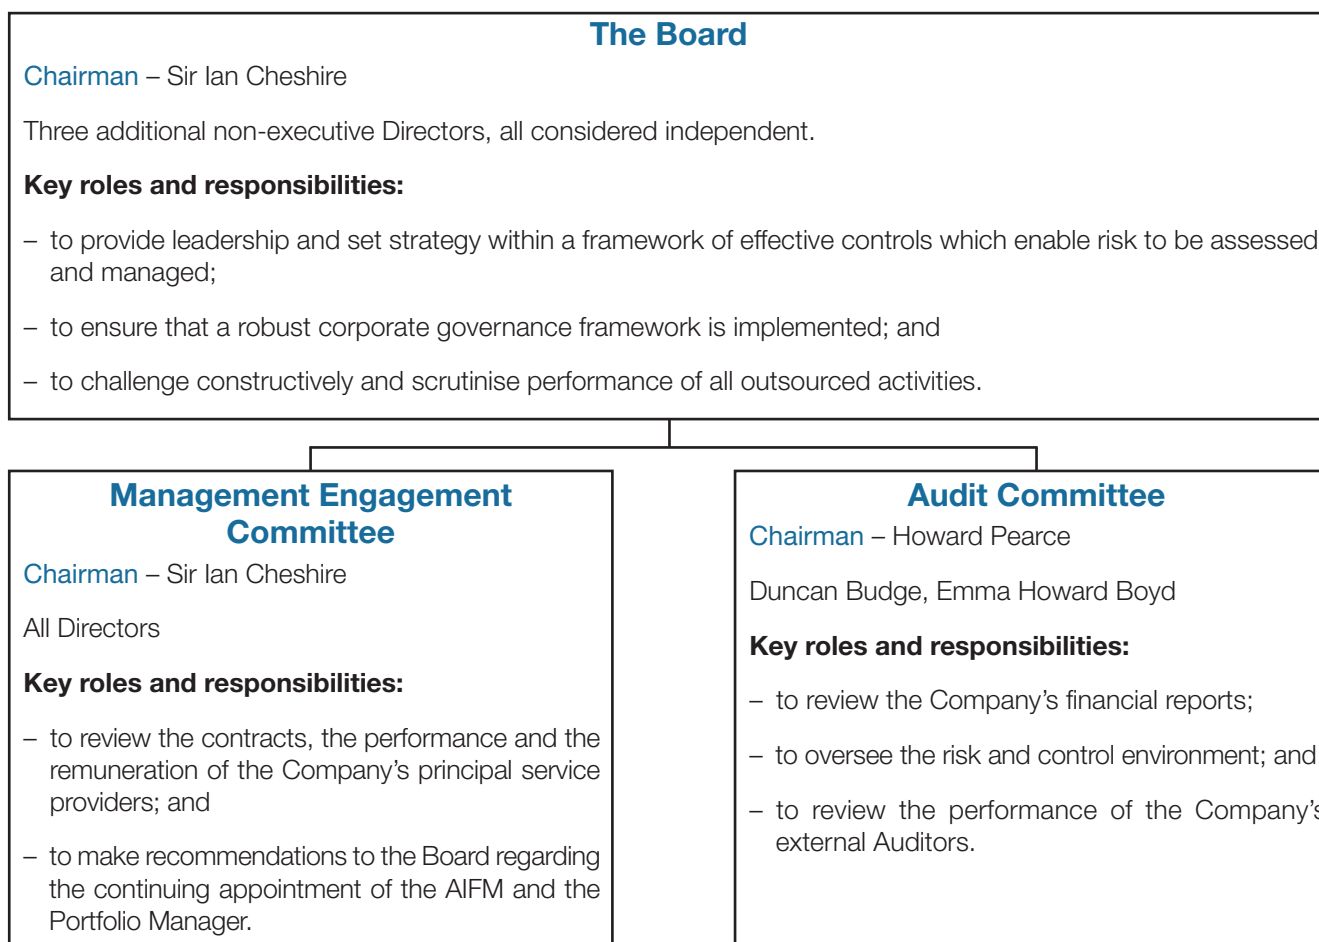 The Board
Chairman – Sir Ian Cheshire
Three additional non-executive Directors, all considered independent.
Key roles and responsibilities:
– to provide leadership and set strategy within a framework of effective controls which enable risk to be assessed
and managed;
– to ensure that a robust corporate governance framework is implemented; and
– to challenge constructively and scrutinise performance of all outsourced activities.
Management Engagement
Committee
Chairman – Sir Ian Cheshire
All Directors
Key roles and responsibilities:
– to review the contracts, the performance and the
remuneration of the Company’s principal service
providers; and
– to make recommendations to the Board regarding
the continuing appointment of the AIFM and the
Portfolio Manager.
Audit Committee
Chairman – Howard Pearce
Duncan Budge, Emma Howard Boyd
Key roles and responsibilities:
– to review the Company’s financial reports;
– to oversee the risk and control environment; and
– to review the performance of the Company’s
external Auditors.